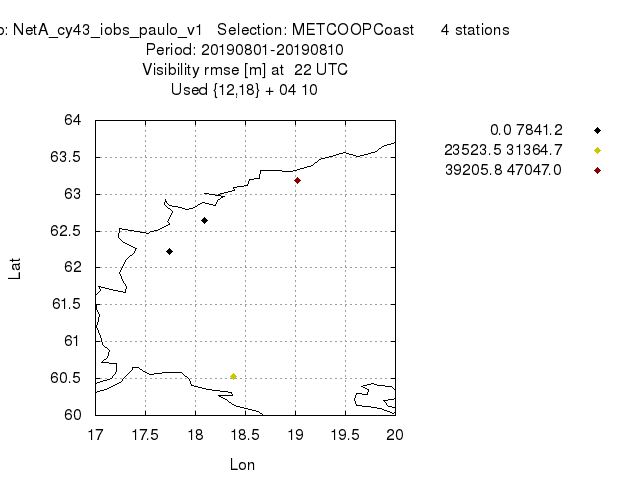 : NetA_cy43_iobs_paulo_v1 Selection: METCOOPCoast 4 stations
Period: 20190801-20190810
Visibility rmse [m] at 22 UTC
Used {12,18} + 04 10
0.0 7841.2
23523.5 31364.7
39205.8 47047.0
64
63.5
63
62.5
62
61.5
61
60.5
60
Lat
17 17.5 18 18.5 19 19.5 20
Lon